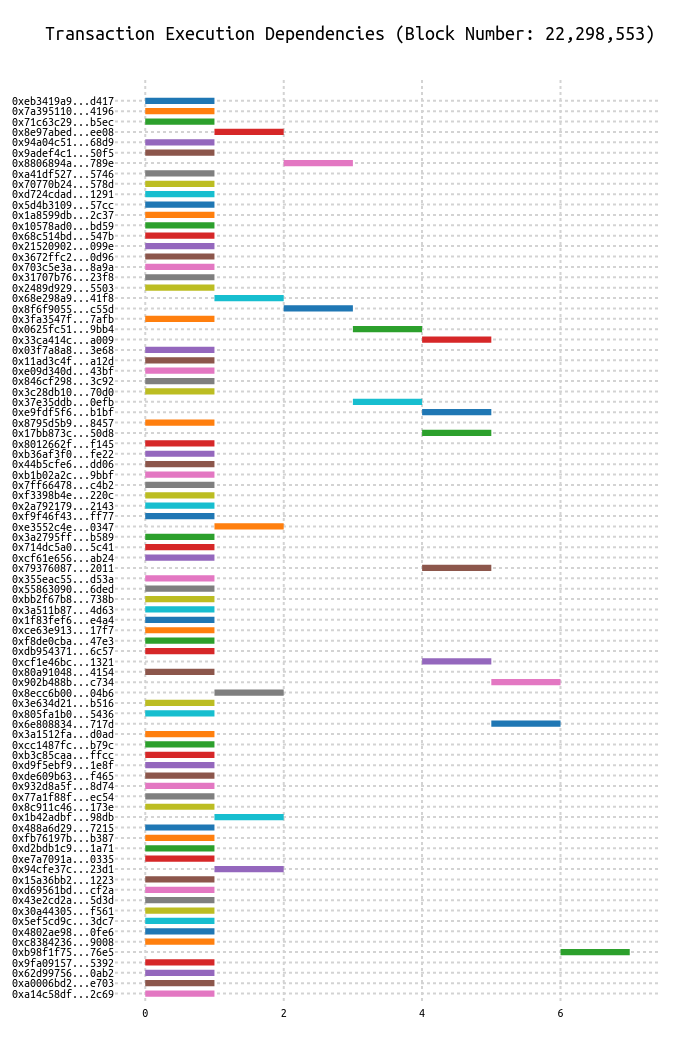 Transaction Execution Dependencies (Block Number: 22,298,553)
0xeb3419a9...d417
0x7a395110...4196
0x71c63c29...b5ec
0x8e97abed...ee08
0x94a04c51...68d9
0x9adef4c1...50f5
0x8806894a...789e
0xa41df527...5746
0x70770b24...578d
0xd724cdad...1291
0x5d4b3109...57cc
0x1a8599db...2c37
0x10578ad0...bd59
0x68c514bd...547b
0x21520902...099e
0x3672ffc2...0d96
0x703c5e3a...8a9a
0x31707b76...23f8
0x2489d929...5503
0x68e298a9...41f8
0x8f6f9055...c55d
0x3fa3547f...7afb
0x0625fc51...9bb4
0x33ca414c...a009
0x03f7a8a8...3e68
0x11ad3c4f...a12d
0xe09d340d...43bf
0x846cf298...3c92
0x3c28db10...70d0
0x37e35ddb...0efb
0xe9fdf5f6...b1bf
0x8795d5b9...8457
0x17bb873c...50d8
0x8012662f...f145
0xb36af3f0...fe22
0x44b5cfe6...dd06
0xb1b02a2c...9bbf
0x7ff66478...c4b2
0xf3398b4e...220c
0x2a792179...2143
0xf9f46f43...ff77
0xe3552c4e...0347
0x3a2795ff...b589
0x714dc5a0...5c41
0xcf61e656...ab24
0x79376087...2011
0x355eac55...d53a
0x55863090...6ded
0xbb2f67b8...738b
0x3a511b87...4d63
0x1f83fef6...e4a4
0xce63e913...17f7
0xf8de0cba...47e3
0xdb954371...6c57
0xcf1e46bc...1321
0x80a91048...4154
0x902b488b...c734
0x8ecc6b00...04b6
0x3e634d21...b516
0x805fa1b0...5436
0x6e808834...717d
0x3a1512fa...d0ad
0xcc1487fc...b79c
0xb3c85caa...ffcc
0xd9f5ebf9...1e8f
0xde609b63...f465
0x932d8a5f...8d74
0x77a1f88f...ec54
0x8c911c46...173e
0x1b42adbf...98db
0x488a6d29...7215
0xfb76197b...b387
0xd2bdb1c9...1a71
0xe7a7091a...0335
0x94cfe37c...23d1
0x15a36bb2...1223
0xd69561bd...cf2a
0x43e2cd2a...5d3d
0x30a44305...f561
0x5ef5cd9c...3dc7
0x4802ae98...0fe6
0xc8384236...9008
0xb98f1f75...76e5
0x9fa09157...5392
0x62d99756...0ab2
0xa0006bd2...e703
0xa14c58df...2c69
0 2 4 6